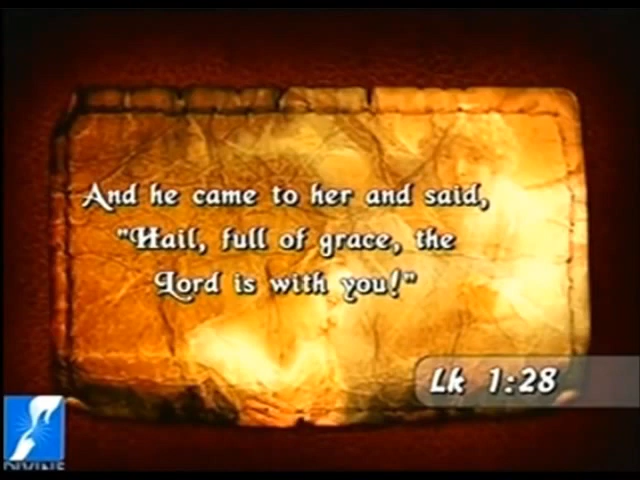 And he came to her and said,
"Hail, full of grace, the
Lord is with you!"
Lk 1:28
DIVINE